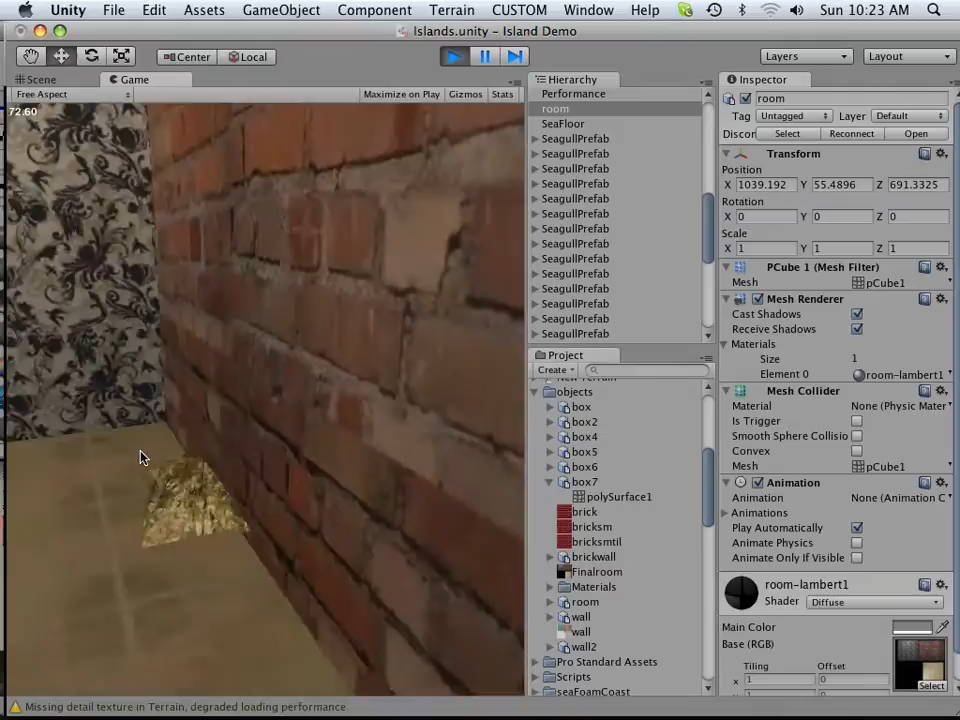 Unity File Edit Assets GameObject Component Terrain CUSTOM Window Help Sun 10:23 AM
Islands.unity – Island Demo
Center Local Layers Layout
Scene Game Hierarchy Inspector
Free Aspect Maximize on Play Gizmos Stats
72.60
Performance
room
SeaFloor
SeagullPrefab
SeagullPrefab
SeagullPrefab
SeagullPrefab
SeagullPrefab
SeagullPrefab
SeagullPrefab
SeagullPrefab
SeagullPrefab
SeagullPrefab
SeagullPrefab
SeagullPrefab
SeagullPrefab
SeagullPrefab
Project
Create
New Terrain
objects
box
box2
box4
box5
box6
box7
polySurface1
brick
bricksm
bricksmtil
brickwall
Finalroom
Materials
room
wall
wall
wall2
Pro Standard Assets
Scripts
seaFoamCoast
room
Tag Untagged Layer Default
Discon Select Reconnect Open
Transform
Position
X 1039.192 Y 55.4896 Z 691.3325
Rotation
X 0 Y 0 Z 0
Scale
X 1 Y 1 Z 1
PCube 1 (Mesh Filter)
Mesh pCube1
Mesh Renderer
Cast Shadows
Receive Shadows
Materials
Size 1
Element 0 room-lambert1
Mesh Collider
Material None (Physic Mater
Is Trigger
Smooth Sphere Collisio
Convex
Mesh pCube1
Animation
Animation None (Animation C
Animations
Play Automatically
Animate Physics
Animate Only If Visible
room-lambert1
Shader Diffuse
Main Color
Base (RGB)
Tiling Offset
x 1 0
Select
Missing detail texture in Terrain, degraded loading performance